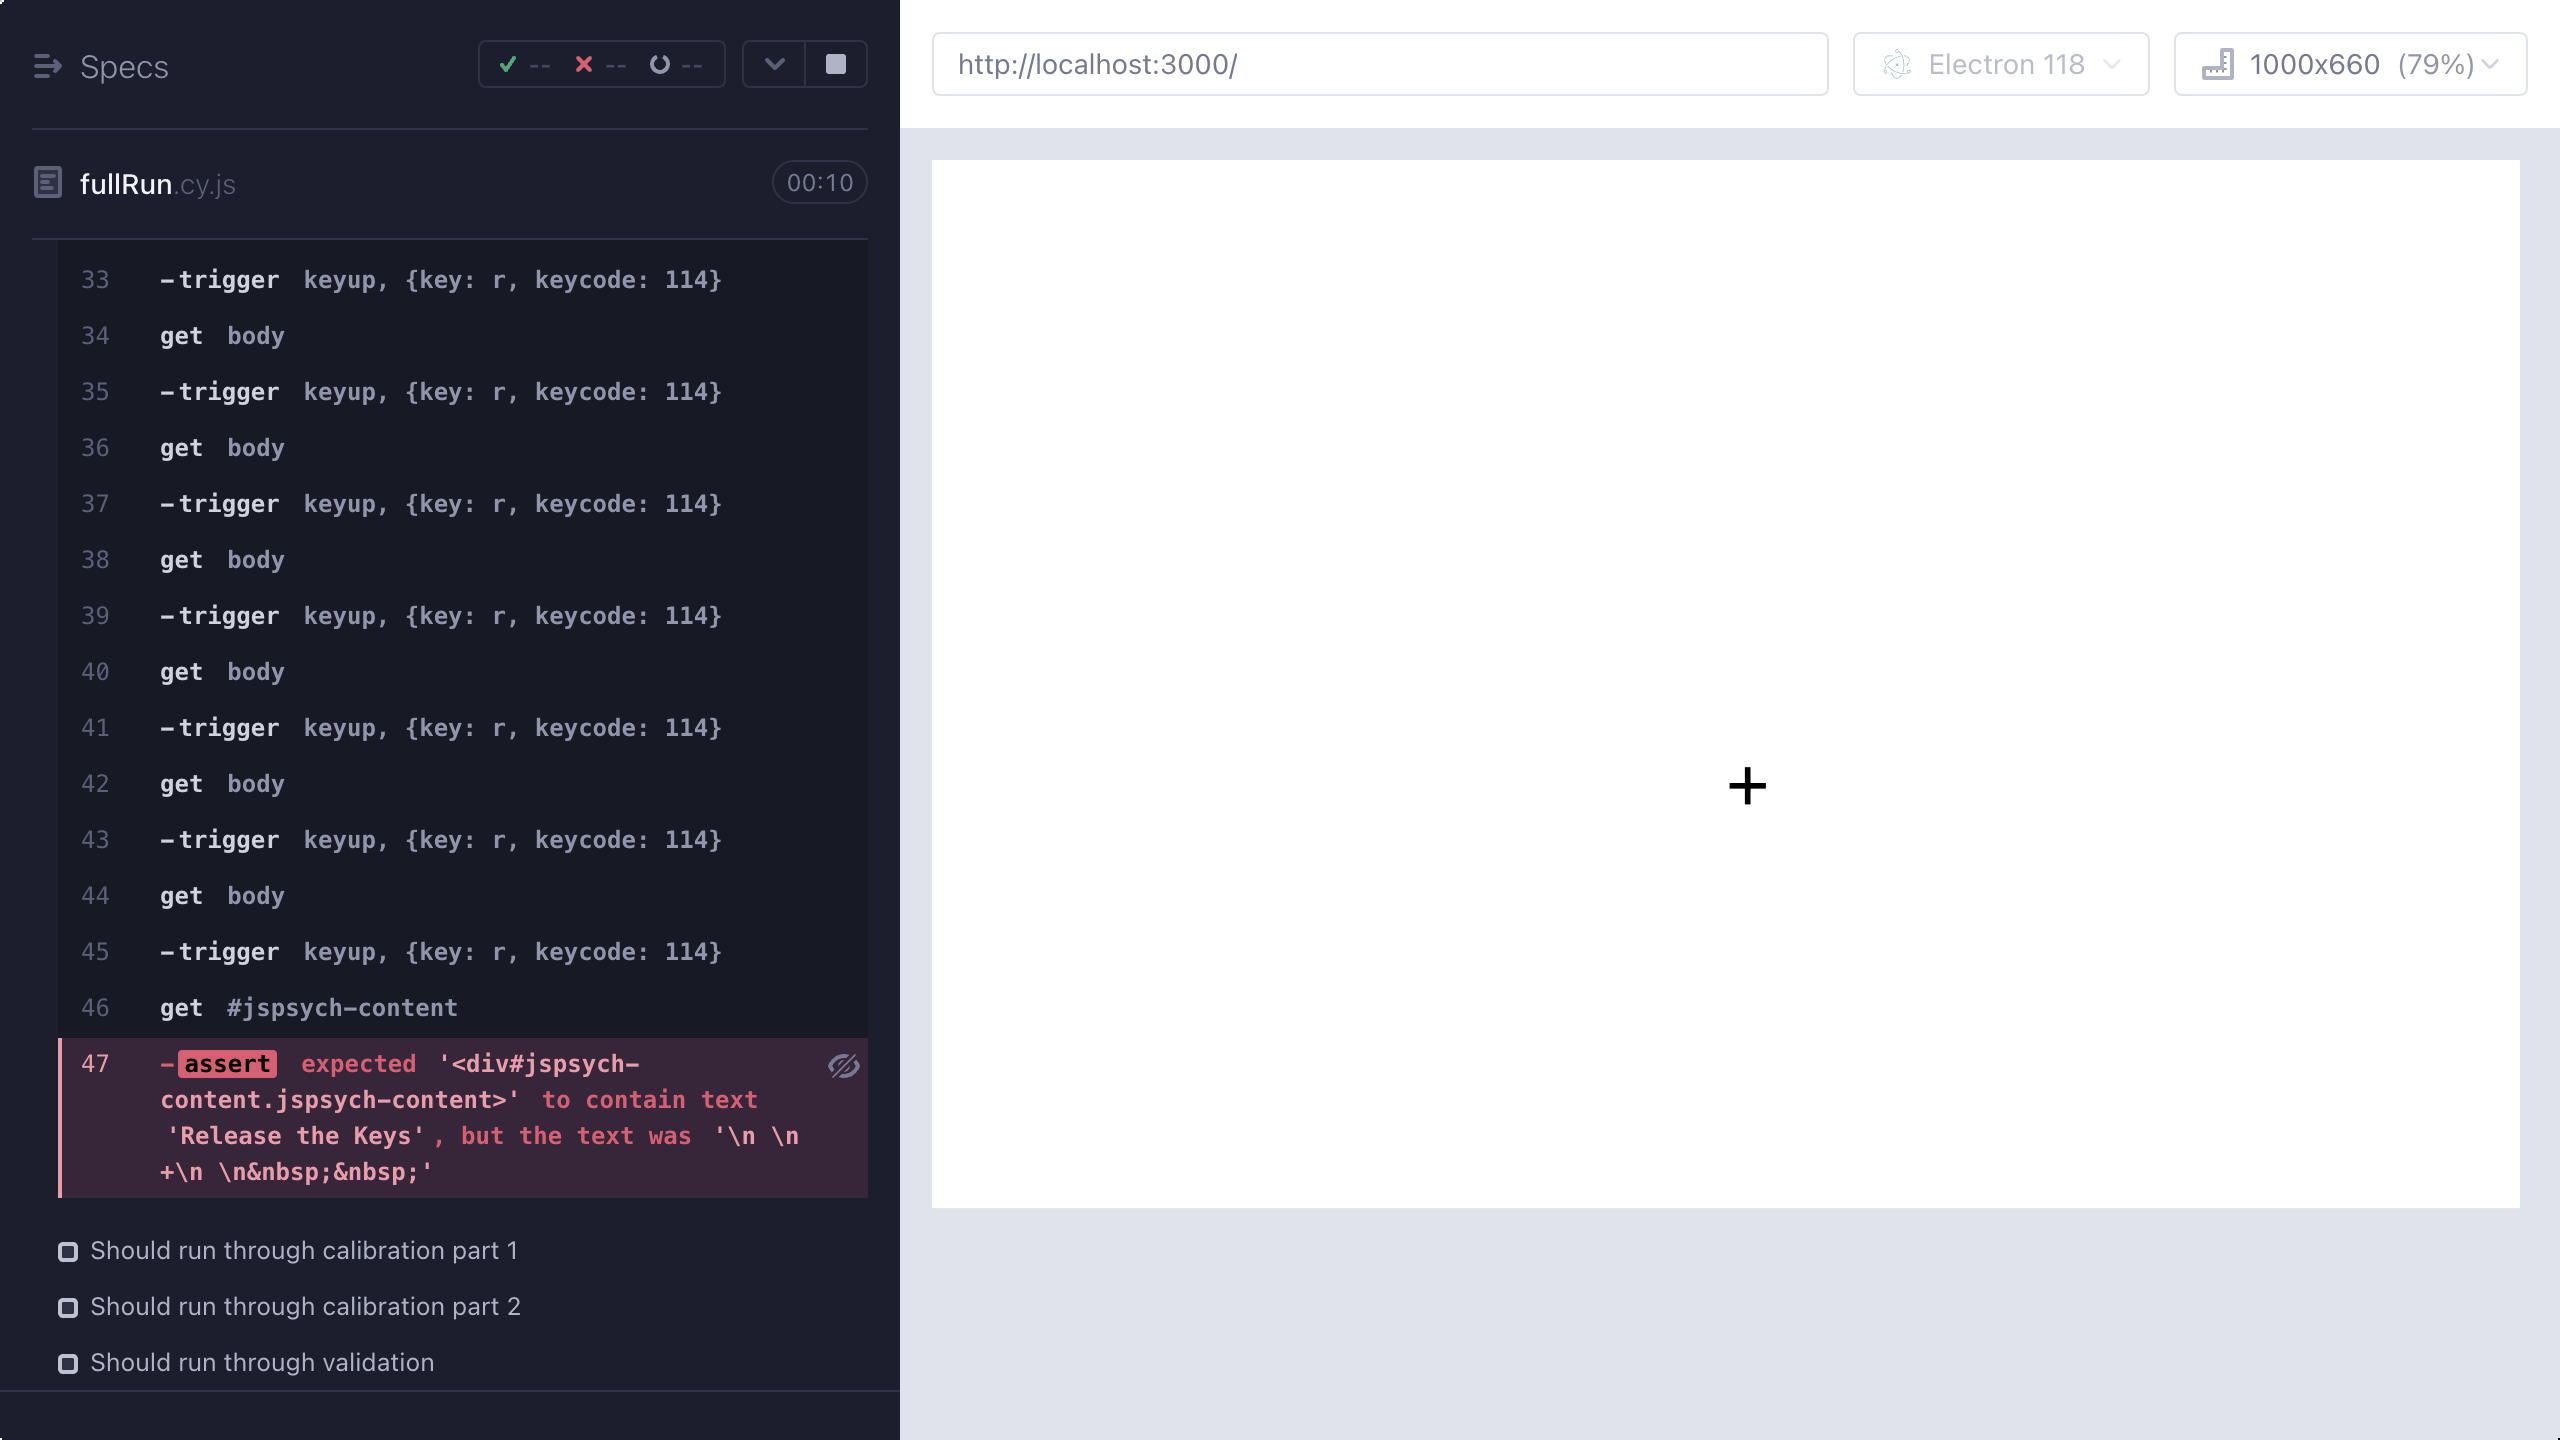 Specs
-- -- --
fullRun.cy.js 00:10
33 -trigger keyup, {key: r, keycode: 114}
34 get body
35 -trigger keyup, {key: r, keycode: 114}
36 get body
37 -trigger keyup, {key: r, keycode: 114}
38 get body
39 -trigger keyup, {key: r, keycode: 114}
40 get body
41 -trigger keyup, {key: r, keycode: 114}
42 get body
43 -trigger keyup, {key: r, keycode: 114}
44 get body
45 -trigger keyup, {key: r, keycode: 114}
46 get #jspsych-content
47 -assert expected '<div#jspsych-
content.jspsych-content>' to contain text
'Release the Keys', but the text was '\n \n
+\n \n&nbsp;&nbsp;'
Should run through calibration part 1
Should run through calibration part 2
Should run through validation
http://localhost:3000/
Electron 118
1000x660 (79%)
+